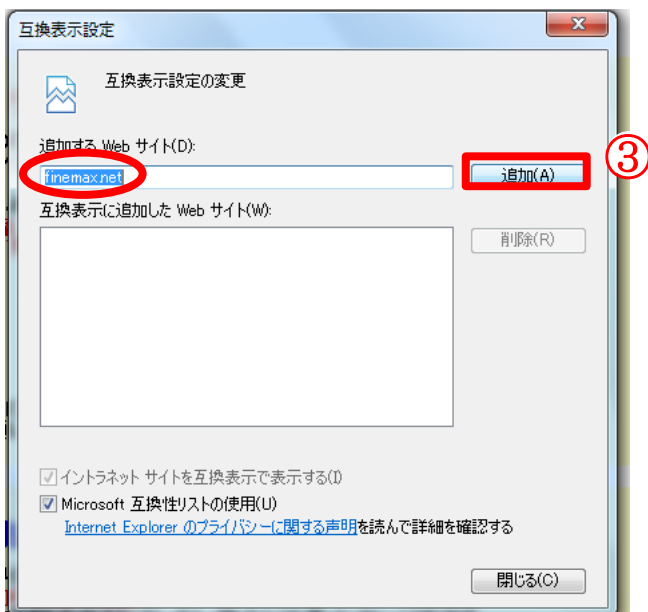 互換表示設定
互換表示設定の変更
追加する Web サイト(D):
finemax.net
追加(A)
③
互換表示に追加した Web サイト(W):
削除(R)
イントラネット サイトを互換表示で表示する(I)
Microsoft 互換性リストの使用(U)
Internet Explorer のプライバシーに関する声明を読んで詳細を確認する
閉じる(C)